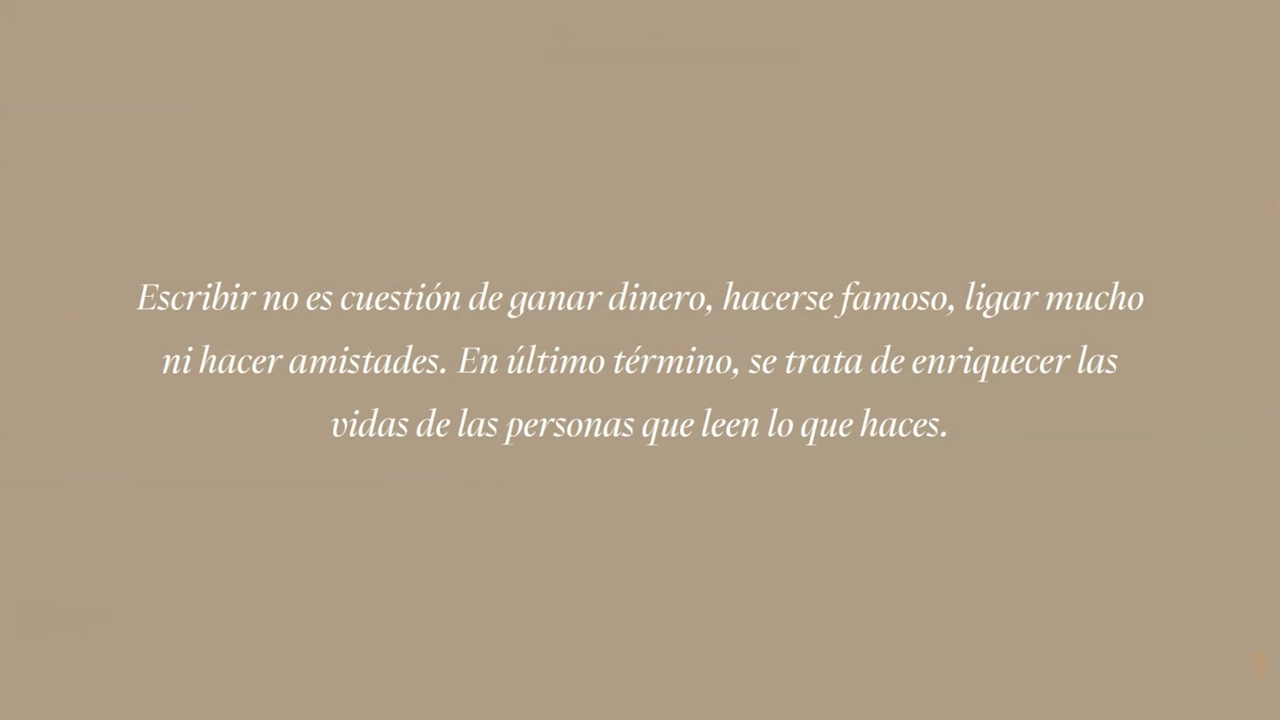 Escribir no es cuestión de ganar dinero, hacerse famoso, ligar mucho
ni hacer amistades. En último término, se trata de enriquecer las
vidas de las personas que leen lo que haces.